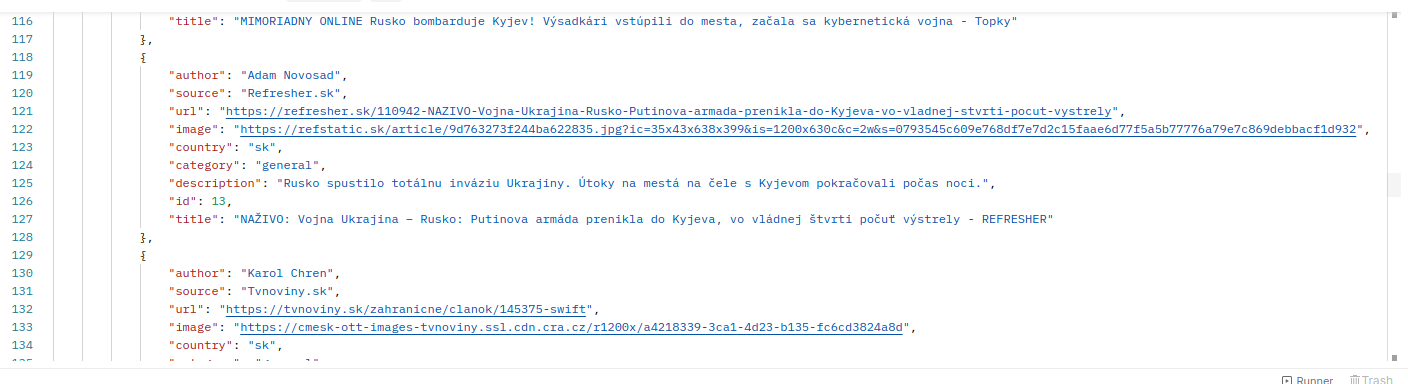 116 "title": "MIMORIADNY ONLINE Rusko bombarduje Kyjev! Výsadkári vstúpili do mesta, začala sa kybernetická vojna - Topky"
117 },
118 {
119 "author": "Adam Novosad",
120 "source": "Refresher.sk",
121 "url": "https://refresher.sk/110942-NAZIVO-Vojna-Ukrajina-Rusko-Putinova-armada-prenikla-do-Kyjeva-vo-vladnej-stvrti-pocut-vystrely",
122 "image": "https://refstatic.sk/article/9d763273f244ba622835.jpg?ic=35x43x638x399&is=1200x630c&c=2w&s=0793545c609e768df7e7d2c15faae6d77f5a5b77776a79e7c869debbacf1d932",
123 "country": "sk",
124 "category": "general",
125 "description": "Rusko spustilo totálnu inváziu Ukrajiny. Útoky na mestá na čele s Kyjevom pokračovali počas noci.",
126 "id": 13,
127 "title": "NAŽIVO: Vojna Ukrajina – Rusko: Putinova armáda prenikla do Kyjeva, vo vládnej štvrti počuť výstrely - REFRESHER"
128 },
129 {
130 "author": "Karol Chren",
131 "source": "Tvnoviny.sk",
132 "url": "https://tvnoviny.sk/zahranicne/clanok/145375-swift",
133 "image": "https://cmesk-ott-images-tvnoviny.ssl.cdn.cra.cz/r1200x/a4218339-3ca1-4d23-b135-fc6cd3824a8d",
134 "country": "sk",
Runner Trash